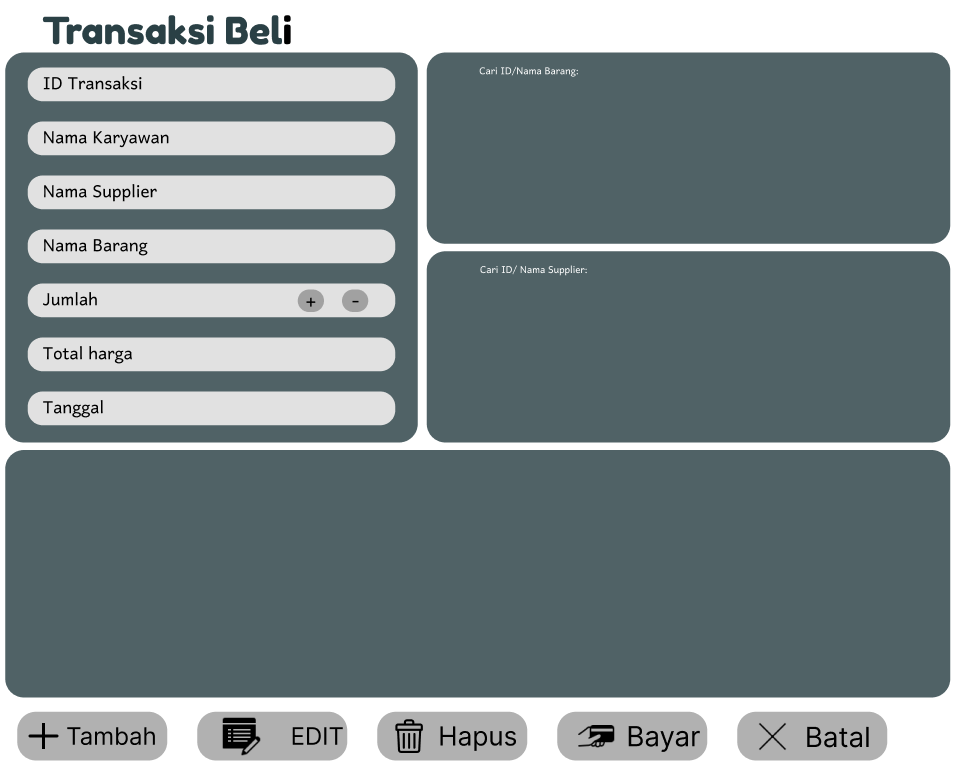 Transaksi Beli
ID Transaksi
Nama Karyawan
Nama Supplier
Nama Barang
Jumlah + -
Total harga
Tanggal
Cari ID/Nama Barang:
Cari ID/ Nama Supplier:
Tambah EDIT Hapus Bayar Batal